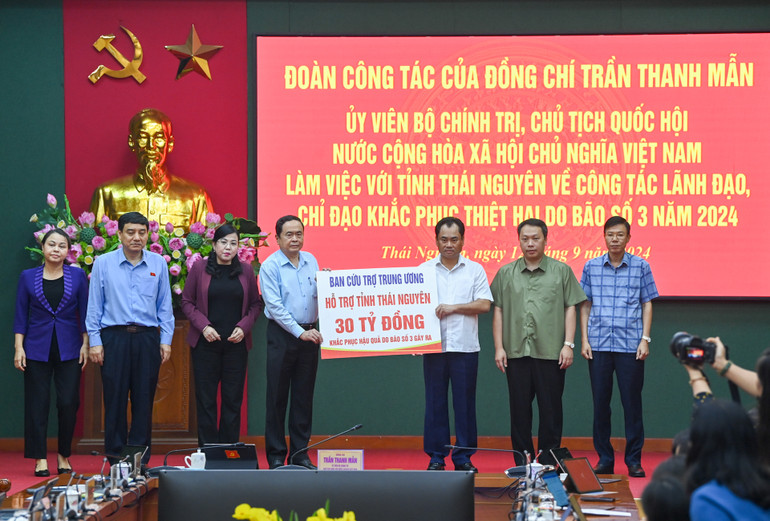 ĐOÀN CÔNG TÁC CỦA ĐỒNG CHÍ TRẦN THANH MẪN
ỦY VIÊN BỘ CHÍNH TRỊ, CHỦ TỊCH QUỐC HỘI
NƯỚC CỘNG HÒA XÃ HỘI CHỦ NGHĨA VIỆT NAM
LÀM VIỆC VỚI TỈNH THÁI NGUYÊN VỀ CÔNG TÁC LÃNH ĐẠO,
CHỈ ĐẠO KHẮC PHỤC THIỆT HẠI DO BÃO SỐ 3 NĂM 2024
Thái Nguyên, ngày 9 2024
BAN CỨU TRỢ TRUNG ƯƠNG
HỖ TRỢ TỈNH THÁI NGUYÊN
30 TỶ ĐỒNG
KHẮC PHỤC HẬU QUẢ DO BÃO SỐ 3 GÂY RA
TRẦN THANH MẪN